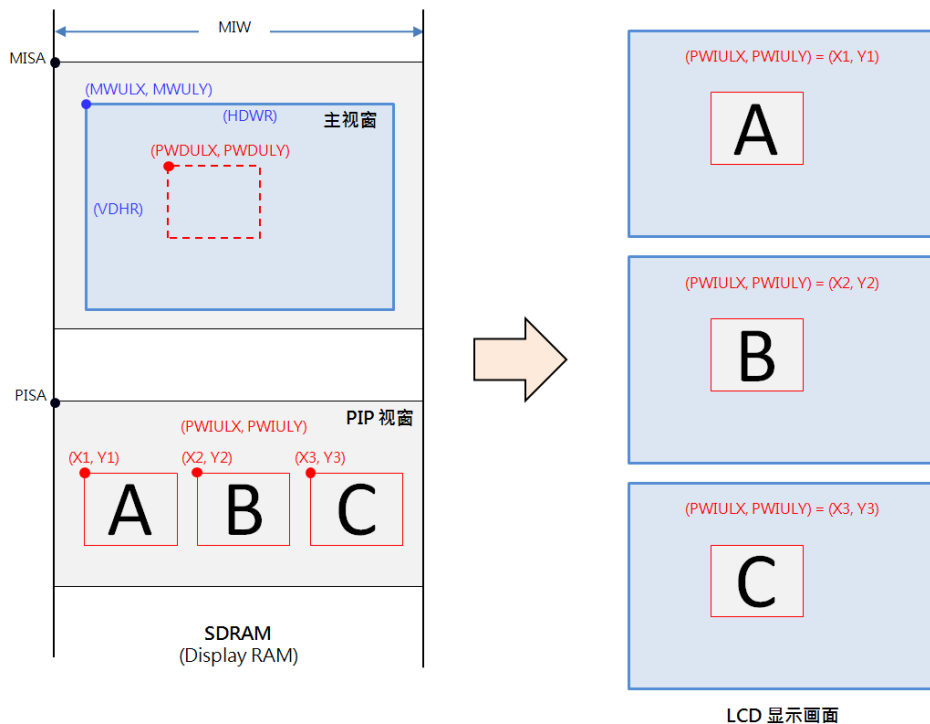 MIW
MISA
(MWULX, MWULY)
(HDWR)
主视窗
(PWDULX, PWDULY)
(VDHR)
PISA
PIP 视窗
(PWIULX, PWIULY)
(X1, Y1)
(X2, Y2)
(X3, Y3)
A
B
C
SDRAM
(Display RAM)
(PWIULX, PWIULY) = (X1, Y1)
A
(PWIULX, PWIULY) = (X2, Y2)
B
(PWIULX, PWIULY) = (X3, Y3)
C
LCD 显示画面